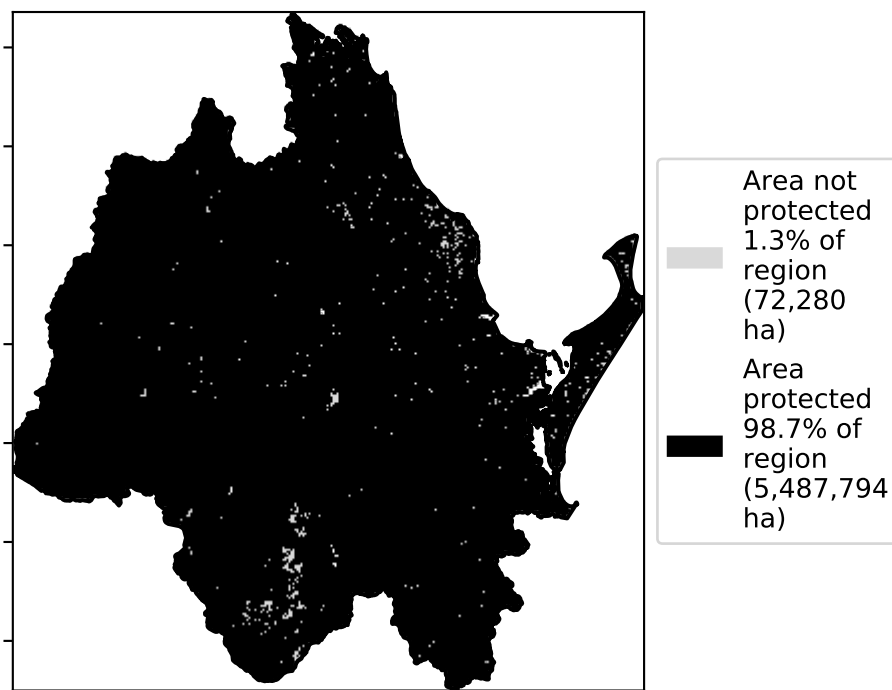 Area not
protected
1.3% of
region
(72,280
ha)
Area
protected
98.7% of
region
(5,487,794
ha)